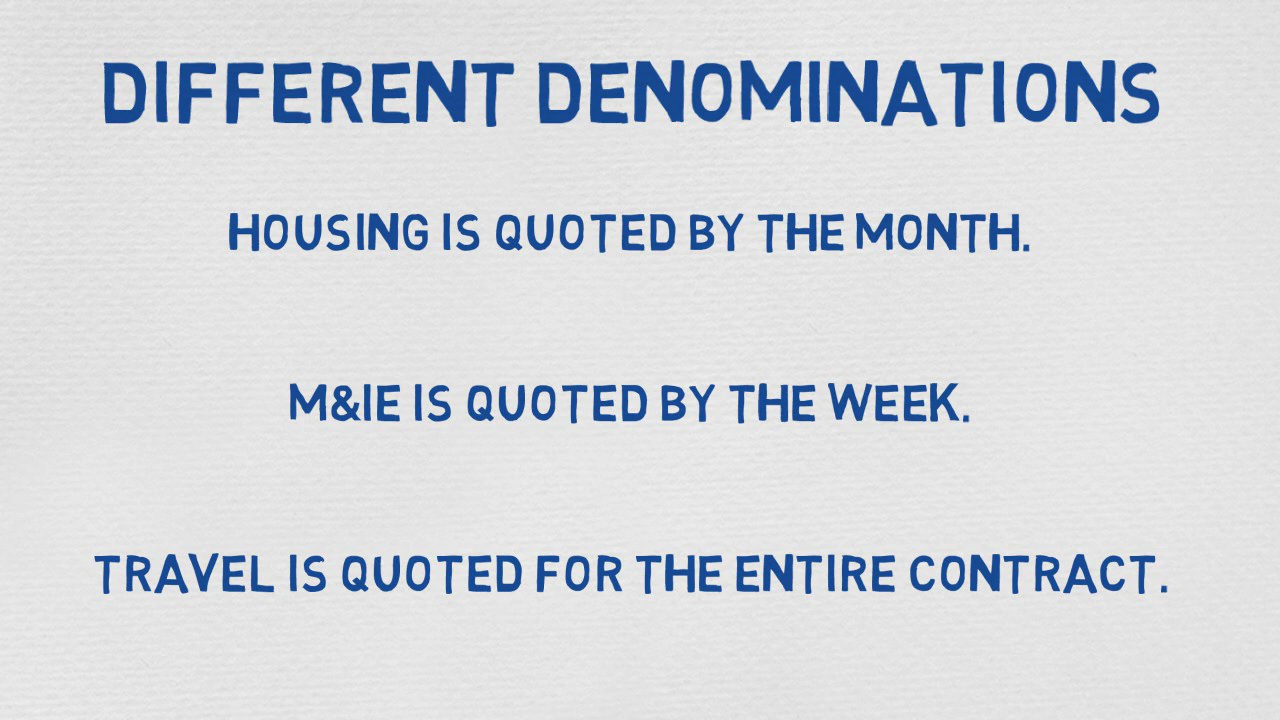 DIFFERENT DENOMINATIONS
HOUSING IS QUOTED BY THE MONTH.
M&IE IS QUOTED BY THE WEEK.
TRAVEL IS QUOTED FOR THE ENTIRE CONTRACT.